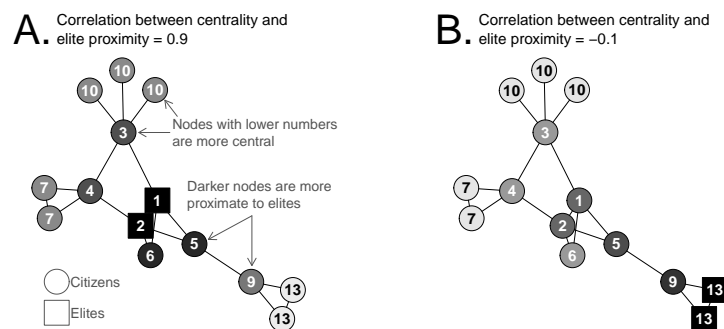 A. Correlation between centrality and
elite proximity = 0.9
10
10
10
3
Nodes with lower numbers
are more central
7
4
7
Darker nodes are more
proximate to elites
1
2
5
6
9
13
13
Citizens
Elites
B. Correlation between centrality and
elite proximity = −0.1
10
10
10
3
7
4
7
1
2
5
6
9
13
13